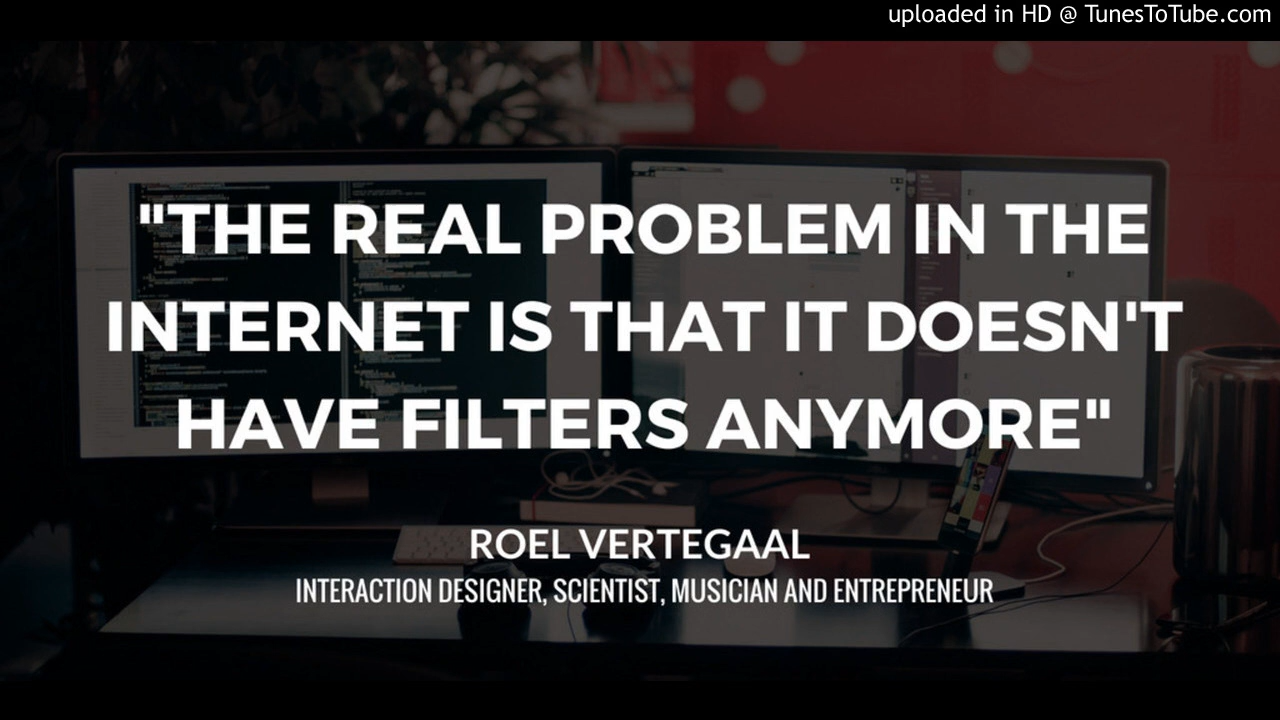 uploaded in HD @ TunesToTube.com
"THE REAL PROBLEM IN THE
INTERNET IS THAT IT DOESN'T
HAVE FILTERS ANYMORE"
ROEL VERTEGAAL
INTERACTION DESIGNER, SCIENTIST, MUSICIAN AND ENTREPRENEUR